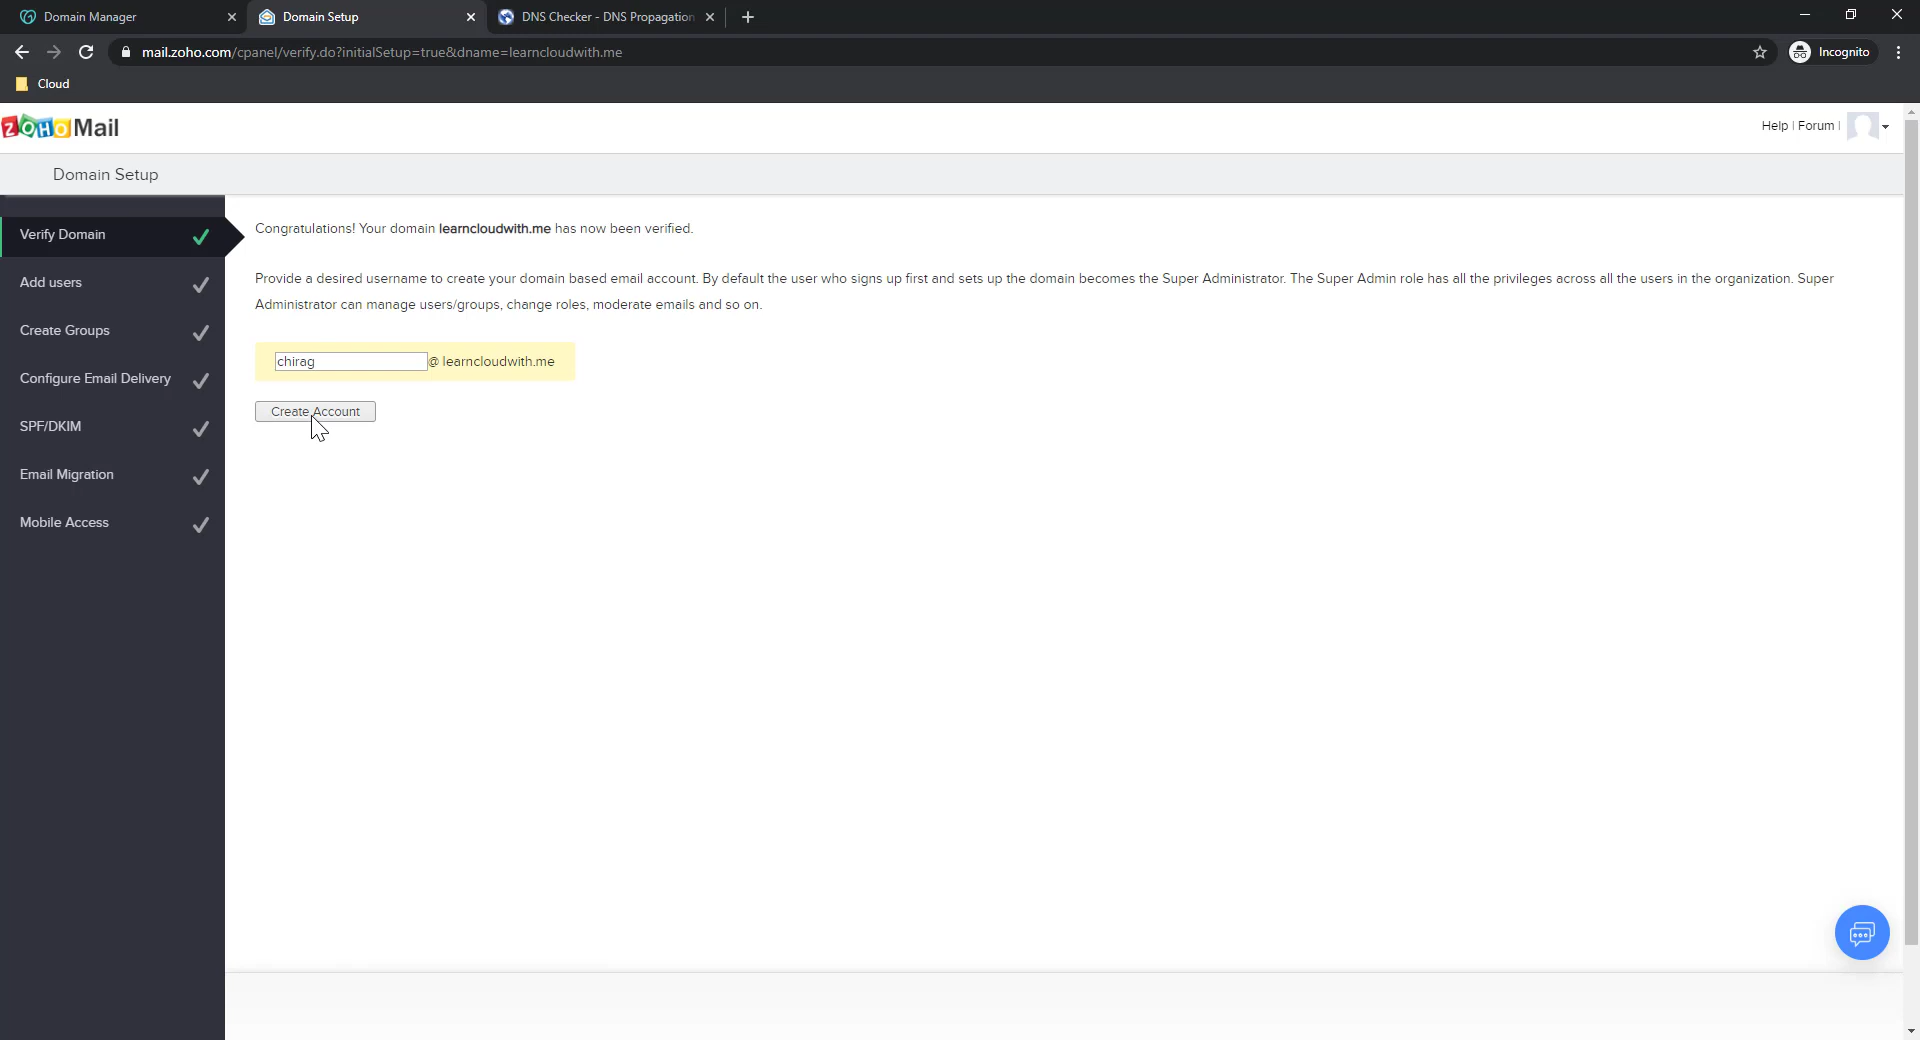 Domain Manager
Domain Setup
DNS Checker - DNS Propagation
mail.zoho.com/cpanel/verify.do?initialSetup=true&dname=learncloudwith.me
Incognito
Cloud
ZOHO Mail
Help | Forum |
Domain Setup
Verify Domain
Add users
Create Groups
Configure Email Delivery
SPF/DKIM
Email Migration
Mobile Access
Congratulations! Your domain learncloudwith.me has now been verified.
Provide a desired username to create your domain based email account. By default the user who signs up first and sets up the domain becomes the Super Administrator. The Super Admin role has all the privileges across all the users in the organization. Super
Administrator can manage users/groups, change roles, moderate emails and so on.
chirag @ learncloudwith.me
Create Account